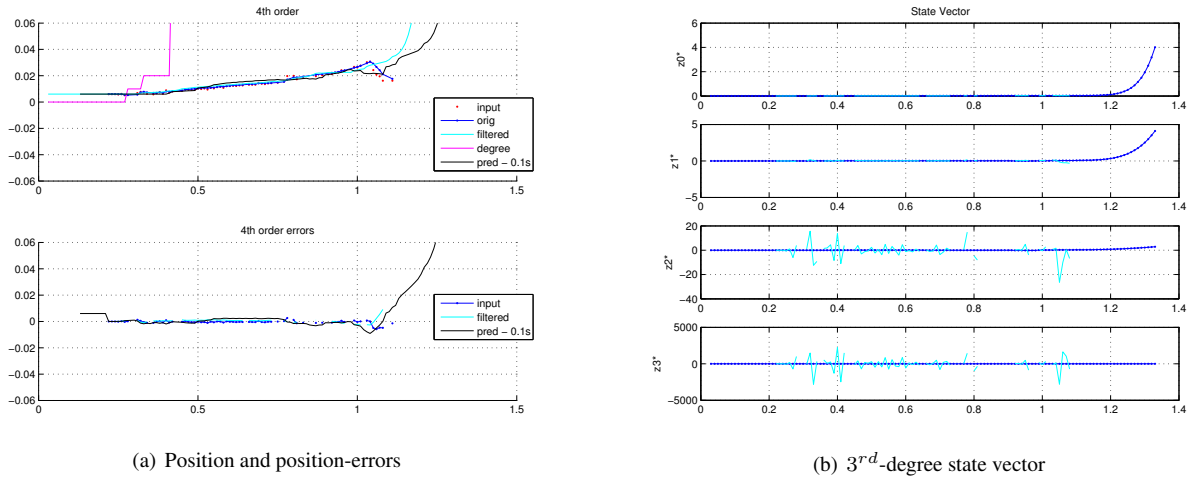 4th order
0.06
0.04
0.02
0
−0.02
−0.04
−0.06
0
0.5
1
1.5
input
orig
filtered
degree
pred − 0.1s
4th order errors
0.06
0.04
0.02
0
−0.02
−0.04
−0.06
0
0.5
1
1.5
input
filtered
pred − 0.1s
(a) Position and position-errors
State Vector
z0*
6
4
2
0
0 0.2 0.4 0.6 0.8 1 1.2 1.4
z1*
5
0
−5
0 0.2 0.4 0.6 0.8 1 1.2 1.4
z2*
20
0
−20
−40
0 0.2 0.4 0.6 0.8 1 1.2 1.4
z3*
5000
0
−5000
0 0.2 0.4 0.6 0.8 1 1.2 1.4
(b) 3rd-degree state vector